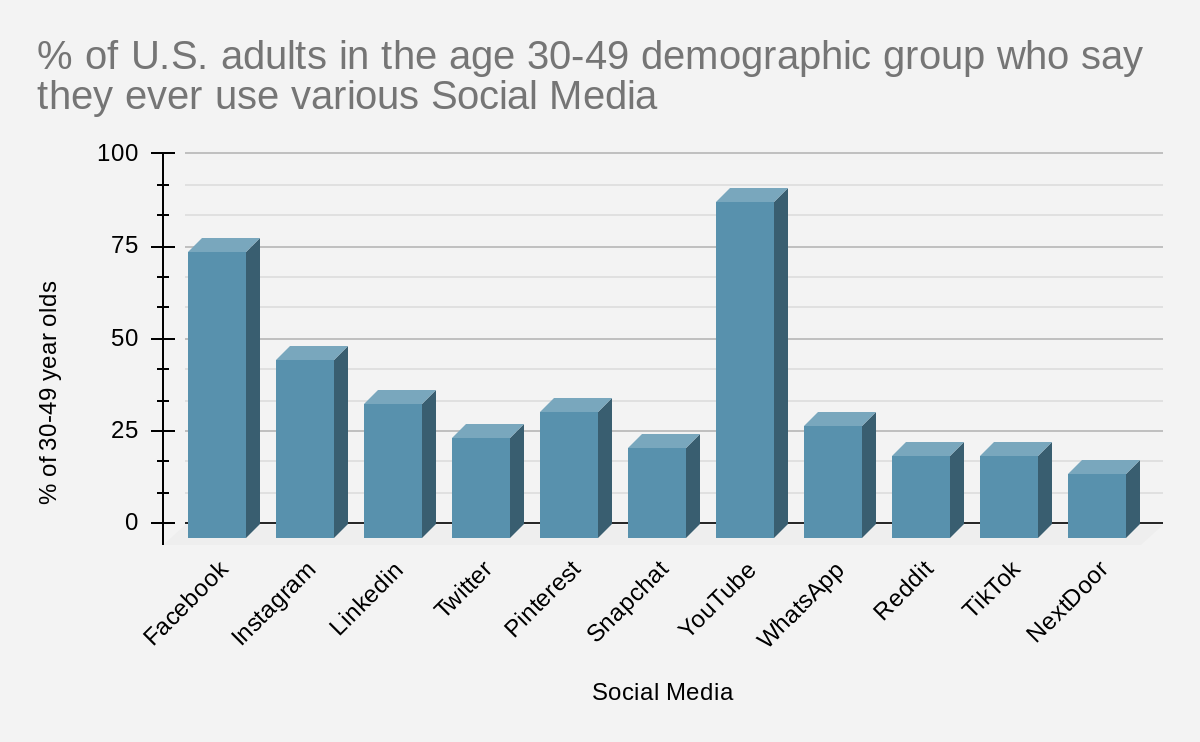 % of U.S. adults in the age 30-49 demographic group who say
they ever use various Social Media
100
75
50
25
0
% of 30-49 year olds
Facebook
Instagram
Linkedin
Twitter
Pinterest
Snapchat
YouTube
WhatsApp
Reddit
TikTok
NextDoor
Social Media